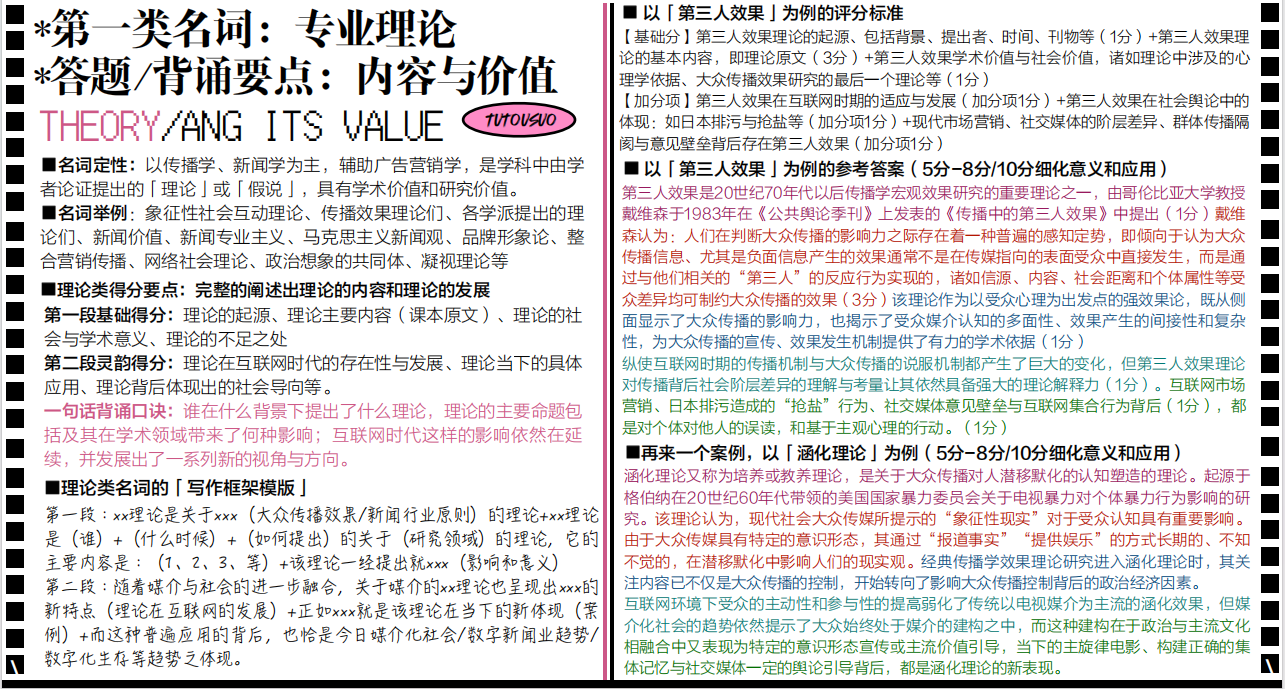 *第一类名词：专业理论
*答题/背诵要点：内容与价值
THEORY/ANG ITS VALUE
TUTOUSUO
■名词定性：以传播学、新闻学为主，辅助广告营销学，是学科中由学
者论证提出的「理论」或「假说」，具有学术价值和研究价值。
■名词举例：象征性社会互动理论、传播效果理论们、各学派提出的理
论们、新闻价值、新闻专业主义、马克思主义新闻观、品牌形象论、整
合营销传播、网络社会理论、政治想象的共同体、凝视理论等
■理论类得分要点：完整的阐述出理论的内容和理论的发展
第一段基础得分：理论的起源、理论主要内容（课本原文）、理论的社
会与学术意义、理论的不足之处
第二段灵韵得分：理论在互联网时代的存在性与发展、理论当下的具体
应用、理论背后体现出的社会导向等。
一句话背诵口诀：谁在什么背景下提出了什么理论，理论的主要命题包
括及其在学术领域带来了何种影响；互联网时代这样的影响依然在延
续，并发展出了一系列新的视角与方向。
■理论类名词的「写作框架模版」
第一段：xx理论是关于xxx（大众传播效果/新闻行业原则）的理论+xx理论
是（谁）+（什么时候）+（如何提出）的关于（研究领域）的理论，它的
主要内容是：（1、2、3、等）+该理论一经提出就xxx（影响和意义）
第二段：随着媒介与社会的进一步融合，关于媒介的xx理论也呈现出xxx的
新特点（理论在互联网的发展）+正如xxx就是该理论在当下的新体现（案
例）+而这种普遍应用的背后，也恰是今日媒介化社会/数字新闻业趋势/
数字化生存等趋势之体现。
■ 以「第三人效果」为例的评分标准
【基础分】第三人效果理论的起源、包括背景、提出者、时间、刊物等（1分）+第三人效果理
论的基本内容，即理论原文（3分）+第三人效果学术价值与社会价值，诸如理论中涉及的心
理学依据、大众传播效果研究的最后一个理论等（1分）
【加分项】第三人效果在互联网时期的适应与发展（加分项1分）+第三人效果在社会舆论中的
体现：如日本排污与抢盐等（加分项1分）+现代市场营销、社交媒体的阶层差异、群体传播隔
阂与意见壁垒背后存在第三人效果（加分项1分）
■ 以「第三人效果」为例的参考答案（5分-8分/10分细化意义和应用）
第三人效果是20世纪70年代以后传播学宏观效果研究的重要理论之一，由哥伦比亚大学教授
戴维森于1983年在《公共舆论季刊》上发表的《传播中的第三人效果》中提出（1分）戴维
森认为：人们在判断大众传播的影响力之际存在着一种普遍的感知定势，即倾向于认为大众
传播信息、尤其是负面信息产生的效果通常不是在传媒指向的表面受众中直接发生，而是通
过与他们相关的“第三人”的反应行为实现的，诸如信源、内容、社会距离和个体属性等受
众差异均可制约大众传播的效果（3分）该理论作为以受众心理为出发点的强效果论，既从侧
面显示了大众传播的影响力，也揭示了受众媒介认知的多面性、效果产生的间接性和复杂
性，为大众传播的宣传、效果发生机制提供了有力的学术依据（1分）
纵使互联网时期的传播机制与大众传播的说服机制都产生了巨大的变化，但第三人效果理论
对传播背后社会阶层差异的理解与考量让其依然具备强大的理论解释力（1分）。互联网市场
营销、日本排污造成的“抢盐”行为、社交媒体意见壁垒与互联网集合行为背后（1分），都
是对个体对他人的误读，和基于主观心理的行动。（1分）
■再来一个案例，以「涵化理论」为例（5分-8分/10分细化意义和应用）
涵化理论又称为培养或教养理论，是关于大众传播对人潜移默化的认知塑造的理论。起源于
格伯纳在20世纪60年代带领的美国国家暴力委员会关于电视暴力对个体暴力行为影响的研
究。该理论认为，现代社会大众传媒所提示的“象征性现实”对于受众认知具有重要影响。
由于大众传媒具有特定的意识形态，其通过“报道事实”“提供娱乐”的方式长期的、不知
不觉的，在潜移默化中影响人们的现实观。经典传播学效果理论研究进入涵化理论时，其关
注内容已不仅是大众传播的控制，开始转向了影响大众传播控制背后的政治经济因素。
互联网环境下受众的主动性和参与性的提高弱化了传统以电视媒介为主流的涵化效果，但媒
介化社会的趋势依然提示了大众始终处于媒介的建构之中，而这种建构在于政治与主流文化
相融合中又表现为特定的意识形态宣传或主流价值引导，当下的主旋律电影、构建正确的集
体记忆与社交媒体一定的舆论引导背后，都是涵化理论的新表现。